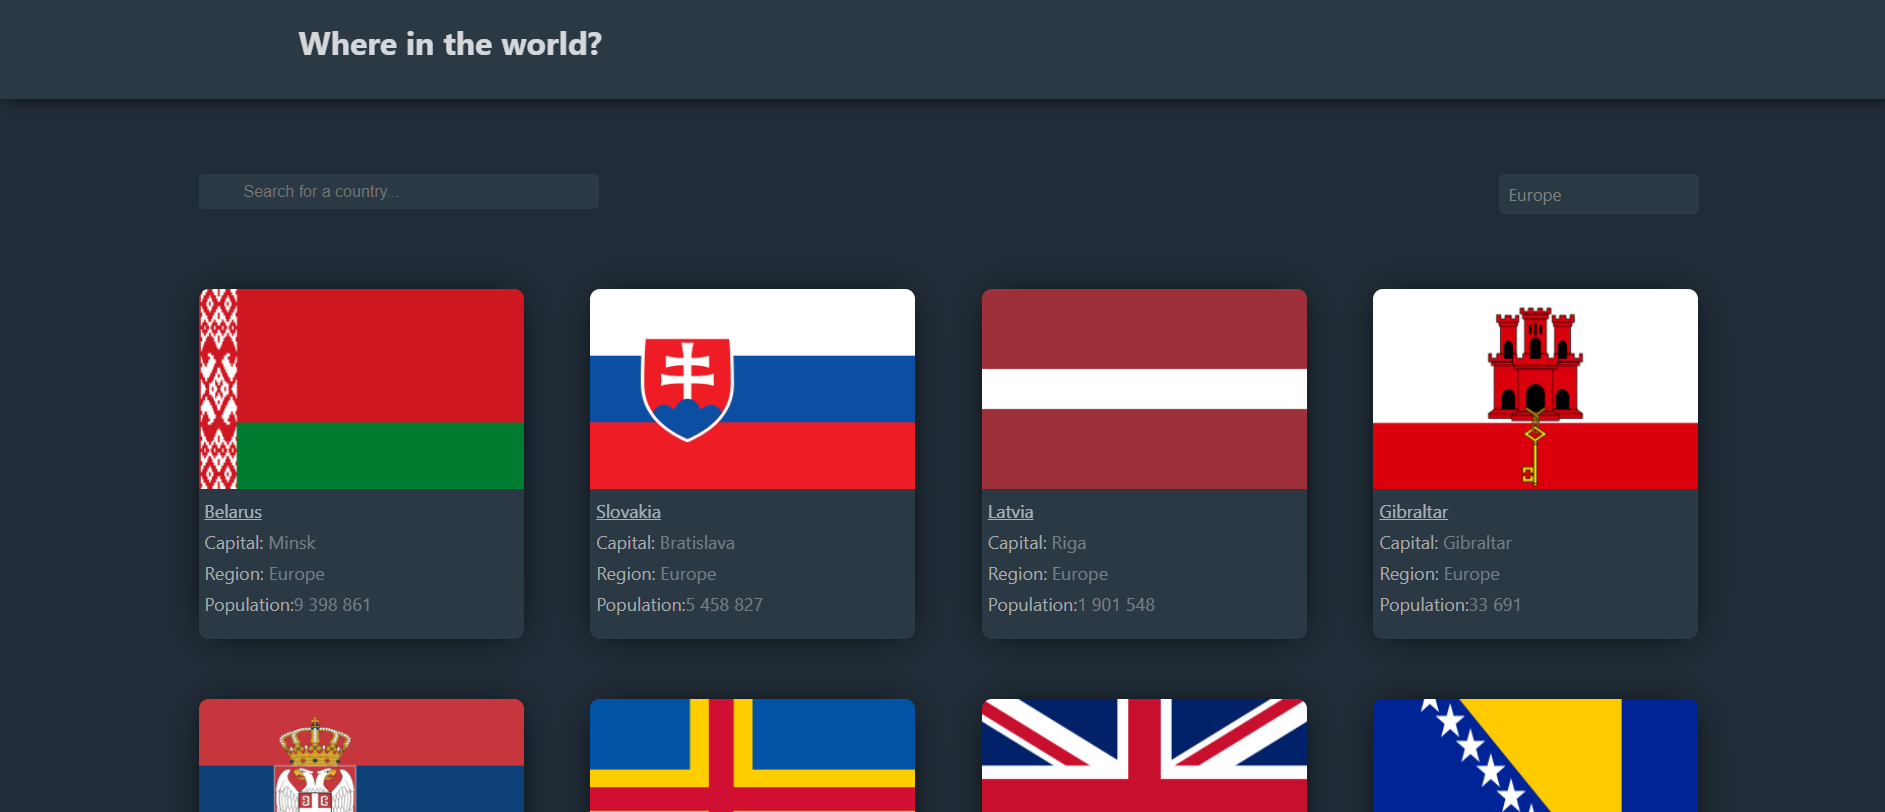 Where in the world?
Search for a country...
Europe
Belarus
Capital: Minsk
Region: Europe
Population:9 398 861
Slovakia
Capital: Bratislava
Region: Europe
Population:5 458 827
Latvia
Capital: Riga
Region: Europe
Population:1 901 548
Gibraltar
Capital: Gibraltar
Region: Europe
Population:33 691